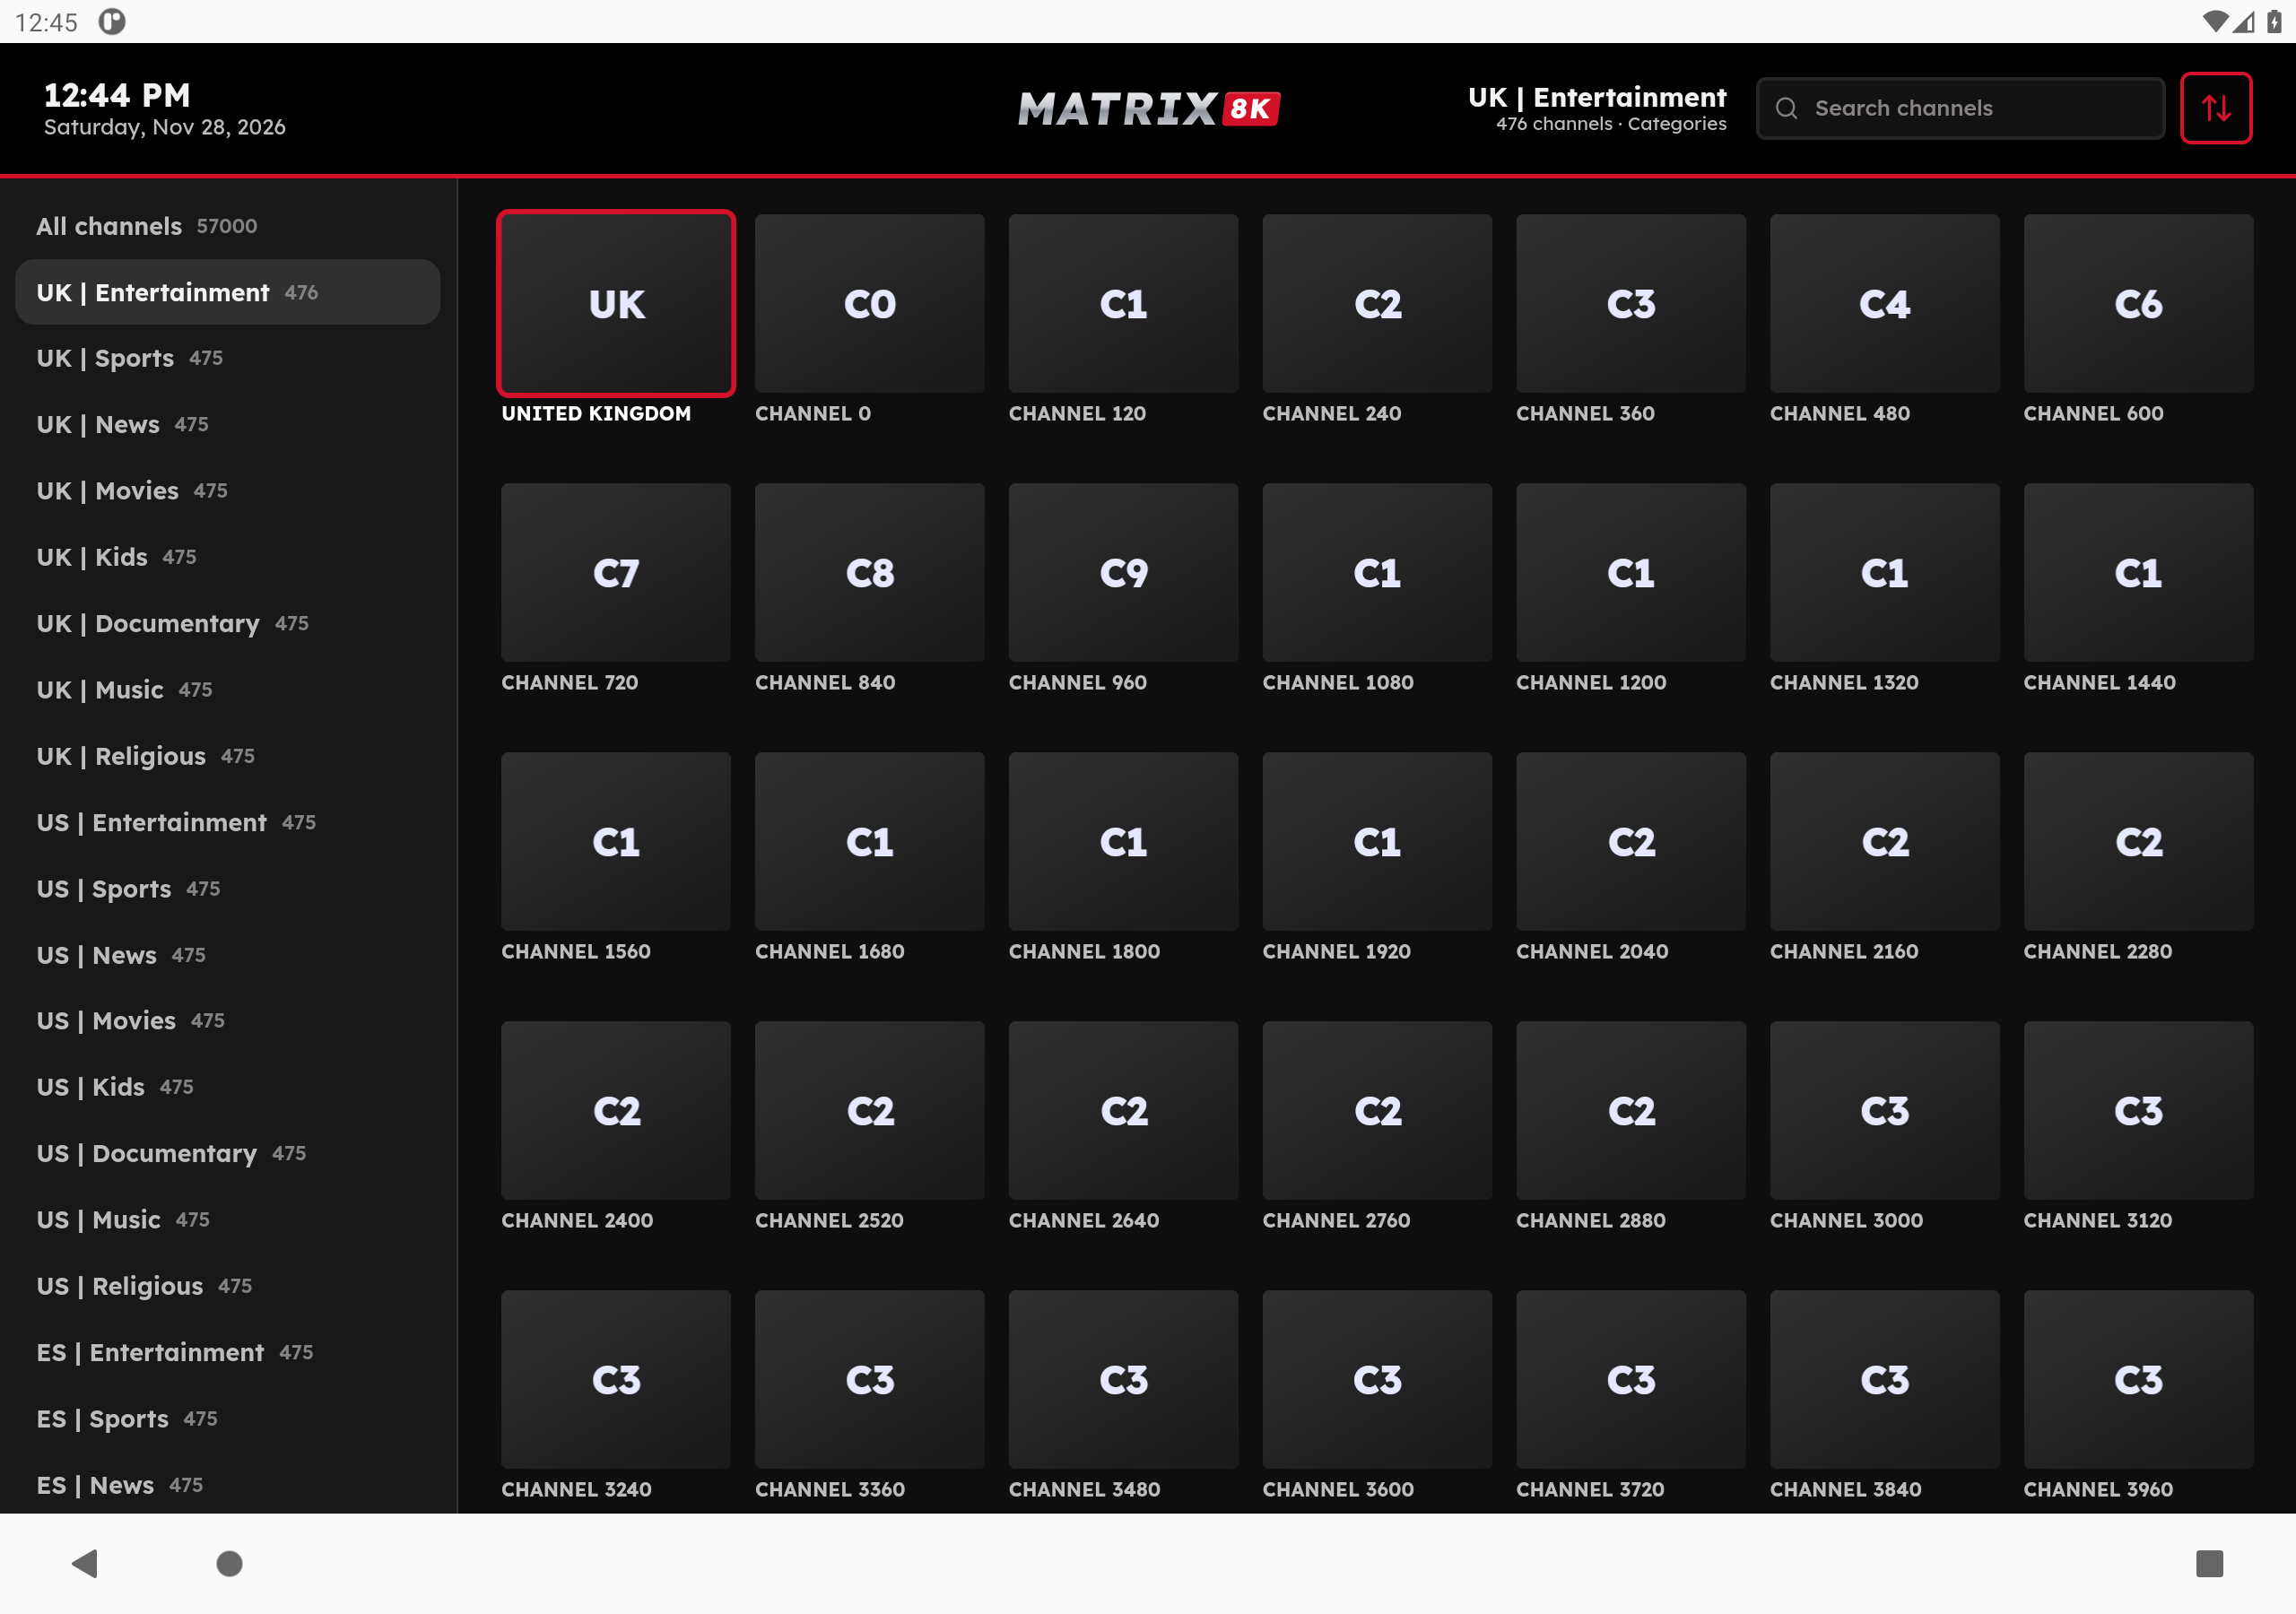 12:45
12:44 PM
Saturday, Nov 28, 2026
MATRIX 8K
UK | Entertainment
476 channels · Categories
Search channels
All channels 57000
UK | Entertainment 476
UK | Sports 475
UK | News 475
UK | Movies 475
UK | Kids 475
UK | Documentary 475
UK | Music 475
UK | Religious 475
US | Entertainment 475
US | Sports 475
US | News 475
US | Movies 475
US | Kids 475
US | Documentary 475
US | Music 475
US | Religious 475
ES | Entertainment 475
ES | Sports 475
ES | News 475
UK C0 C1 C2 C3 C4 C6
UNITED KINGDOM CHANNEL 0 CHANNEL 120 CHANNEL 240 CHANNEL 360 CHANNEL 480 CHANNEL 600
C7 C8 C9 C1 C1 C1 C1
CHANNEL 720 CHANNEL 840 CHANNEL 960 CHANNEL 1080 CHANNEL 1200 CHANNEL 1320 CHANNEL 1440
C1 C1 C1 C1 C2 C2 C2
CHANNEL 1560 CHANNEL 1680 CHANNEL 1800 CHANNEL 1920 CHANNEL 2040 CHANNEL 2160 CHANNEL 2280
C2 C2 C2 C2 C2 C3 C3
CHANNEL 2400 CHANNEL 2520 CHANNEL 2640 CHANNEL 2760 CHANNEL 2880 CHANNEL 3000 CHANNEL 3120
C3 C3 C3 C3 C3 C3 C3
CHANNEL 3240 CHANNEL 3360 CHANNEL 3480 CHANNEL 3600 CHANNEL 3720 CHANNEL 3840 CHANNEL 3960